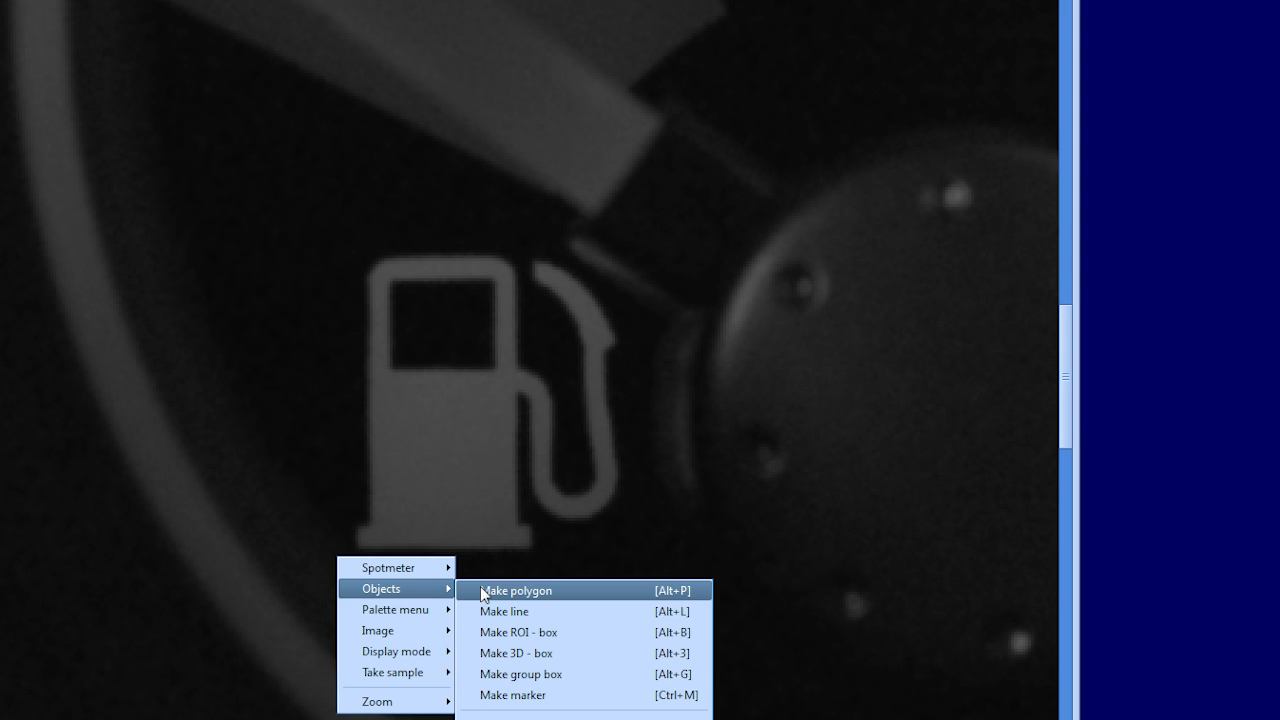 Spotmeter
Objects
Palette menu
Image
Display mode
Take sample
Zoom
Make polygon [Alt+P]
Make line [Alt+L]
Make ROI - box [Alt+B]
Make 3D - box [Alt+3]
Make group box [Alt+G]
Make marker [Ctrl+M]